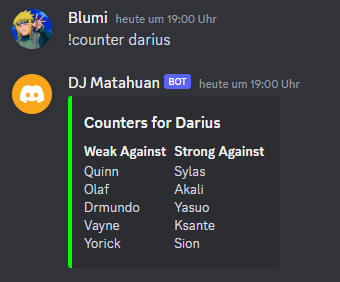 Blumi heute um 19:00 Uhr
!counter darius
DJ Matahuan BOT heute um 19:00 Uhr
Counters for Darius
Weak Against Strong Against
Quinn Sylas
Olaf Akali
Drmundo Yasuo
Vayne Ksante
Yorick Sion